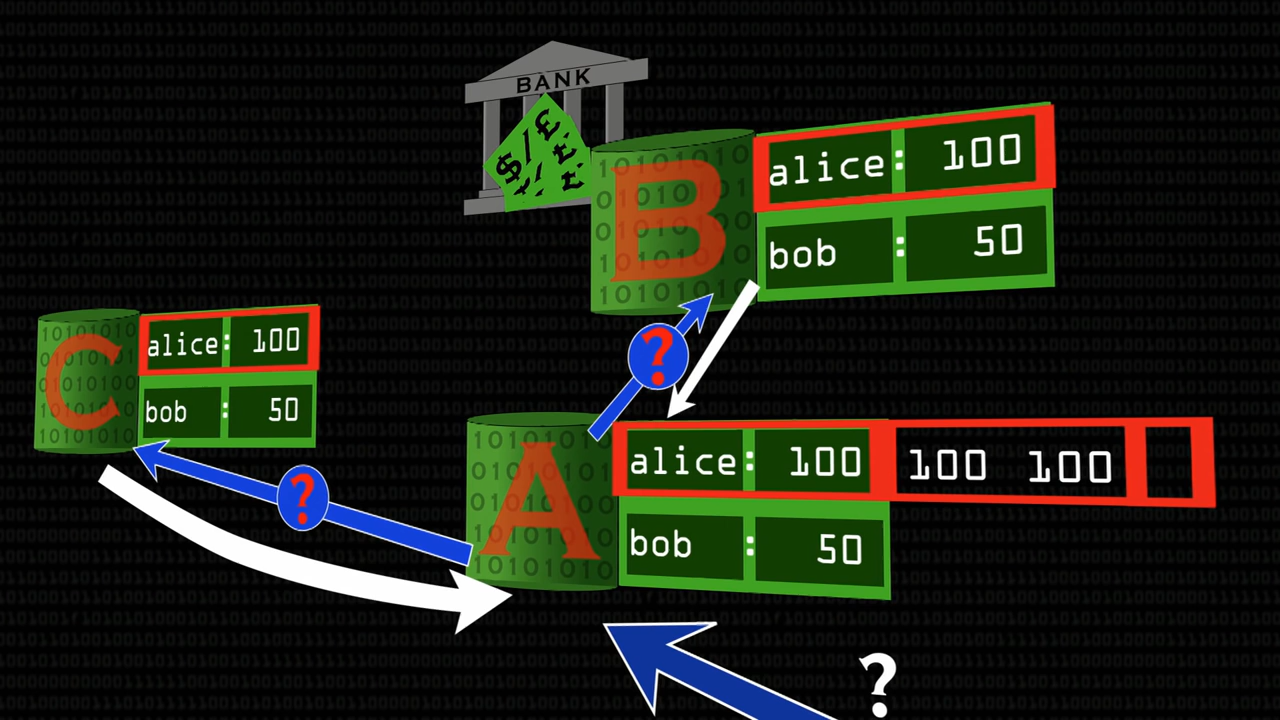 BANK
$/£
£
£
B
alice: 100
bob : 50
C
alice: 100
bob : 50
?
?
A
alice: 100 100 100
bob : 50
?